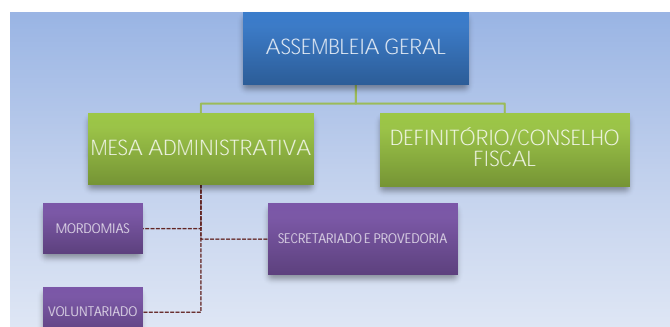 ASSEMBLEIA GERAL
MESA ADMINISTRATIVA
DEFINITÓRIO/CONSELHO
FISCAL
MORDOMIAS
SECRETARIADO E PROVEDORIA
VOLUNTARIADO